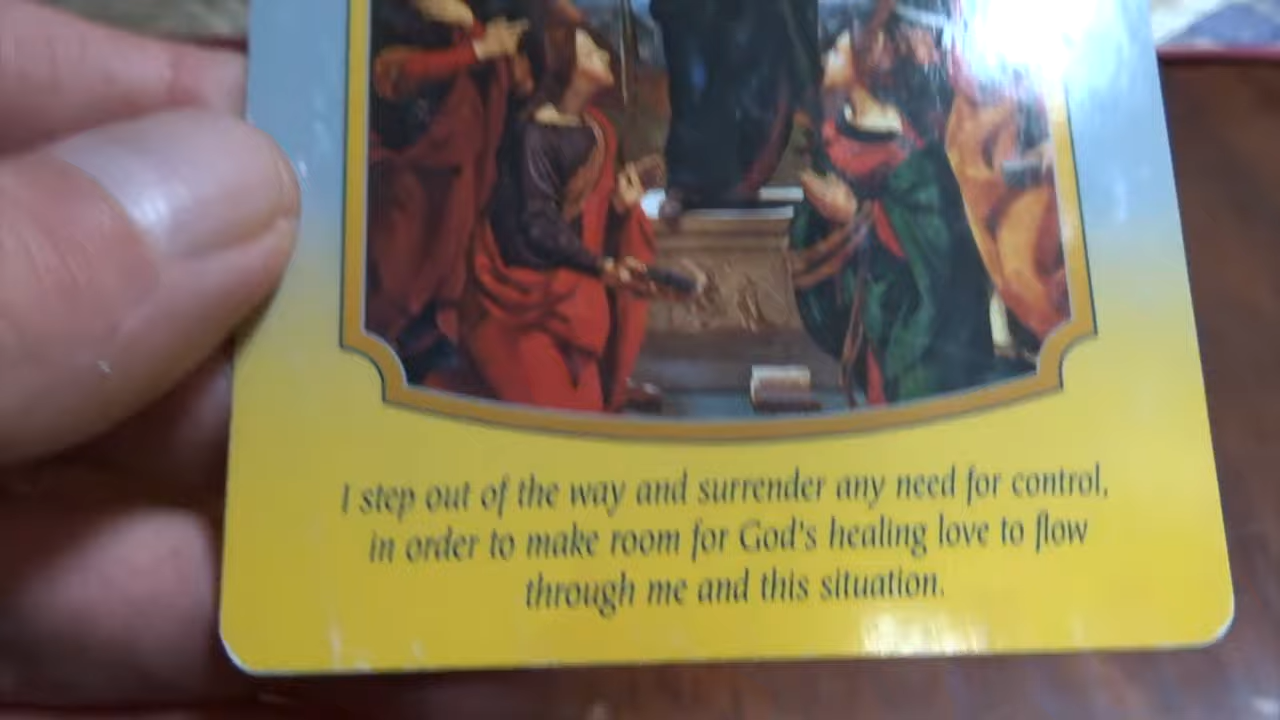 I step out of the way and surrender any need for control,
in order to make room for God's healing love to flow
through me and this situation.